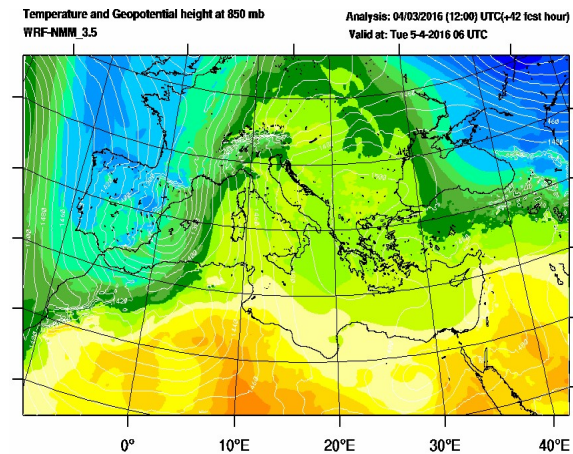 Temperature and Geopotential height at 850 mb
WRF-NMM_3.5
Analysis: 04/03/2016 (12:00) UTC(+42 fcst hour)
Valid at: Tue 5-4-2016 06 UTC
0° 10°E 20°E 30°E 40°E